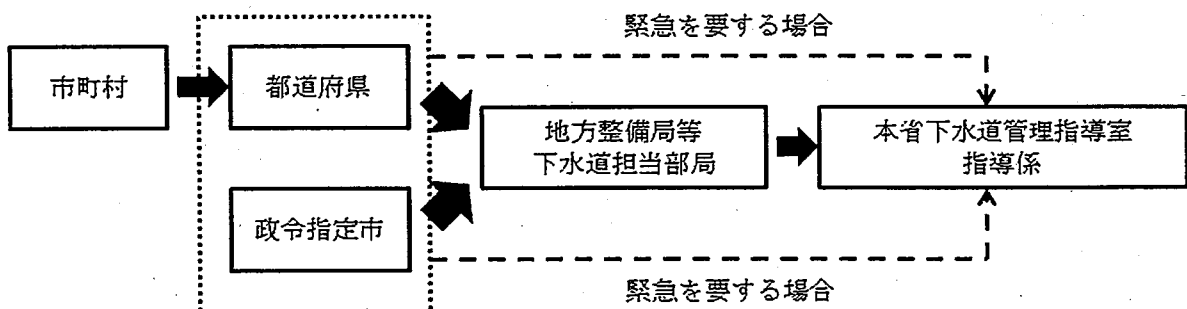 緊急を要する場合
市町村
都道府県
地方整備局等
下水道担当部局
本省下水道管理指導室
指導係
政令指定市
緊急を要する場合